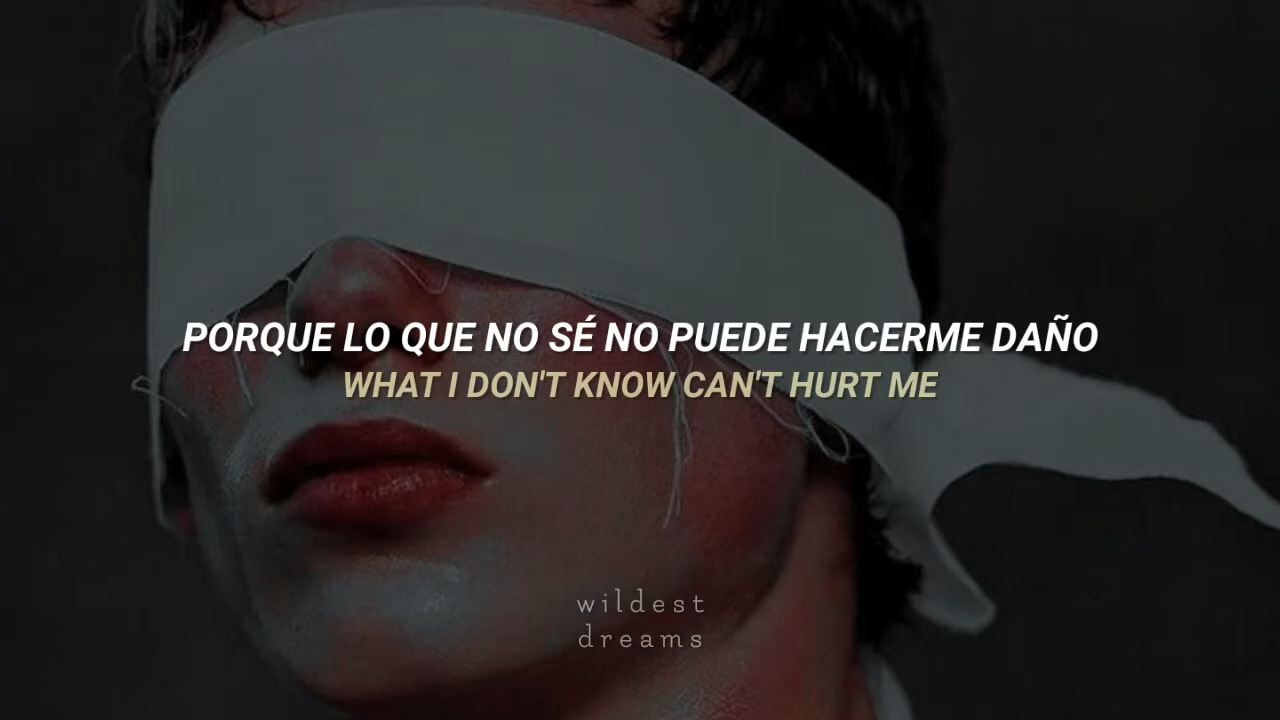 PORQUE LO QUE NO SÉ NO PUEDE HACERME DAÑO
WHAT I DON'T KNOW CAN'T HURT ME
wildest
dreams